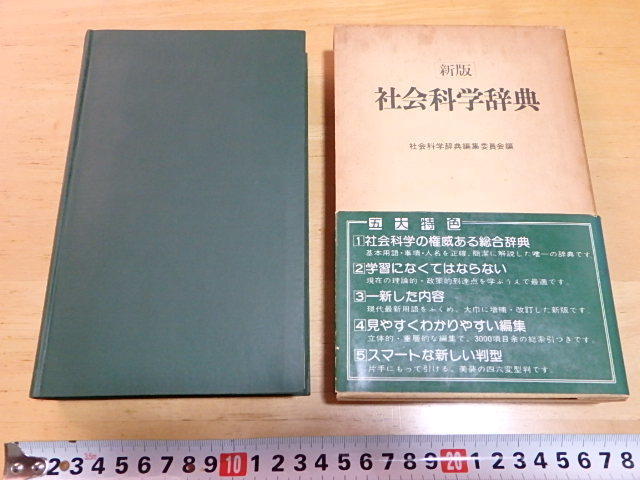 新版
社会科学辞典
社会科学辞典編集委員会編
五大特色
1 社会科学の権威ある総合辞典
基本用語・事項・人名を正確、簡潔に解説した唯一の辞典です。
2 学習になくてはならない
現在の理論的・政策的到達点を学ぶうえで最適です。
3 一新した内容
現代最新用語をふくめ、大巾に増補・改訂した新版です。
4 見やすくわかりやすい編集
立体的・重層的な編集で、3000項目余の総索引つきです。
5 スマートな新しい判型
片手にもって引ける、美装の四六変型判です。
2 3 4 5 6 7 8 9 10 1 2 3 4 5 6 7 8 9 20 1 2 3 4 5 6 7 8
3.5m